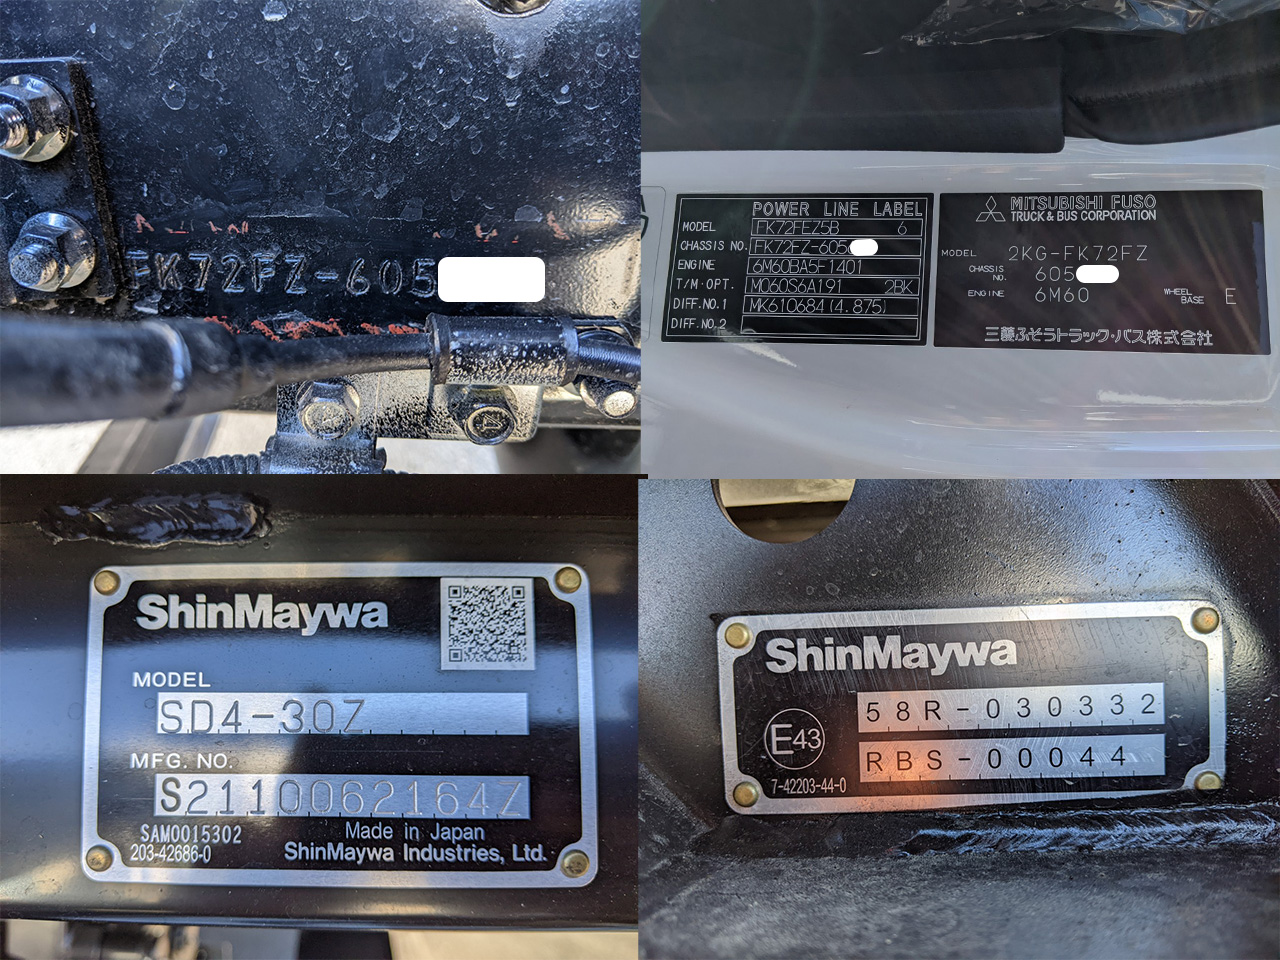 FK72FZ-605
POWER LINE LABEL
MODEL FK72FEZ5B 6
CHASSIS NO. FK72FZ-605
ENGINE 6M60BA5F1401
T/M.OPT. M060S6A191 2BK
DIFF.NO.1 MK610684(4.875)
DIFF.NO.2
MITSUBISHI FUSO
TRUCK & BUS CORPORATION
MODEL 2KG-FK72FZ
CHASSIS NO. 605
ENGINE 6M60
WHEEL BASE E
三菱ふそうトラック・バス株式会社
ShinMaywa
MODEL
SD4-30Z
MFG. NO.
S2110062164Z
SAM0015302
203-42686-0
Made in Japan
ShinMaywa Industries, Ltd.
ShinMaywa
58R-030332
E43
RBS-00044
7-42203-44-0